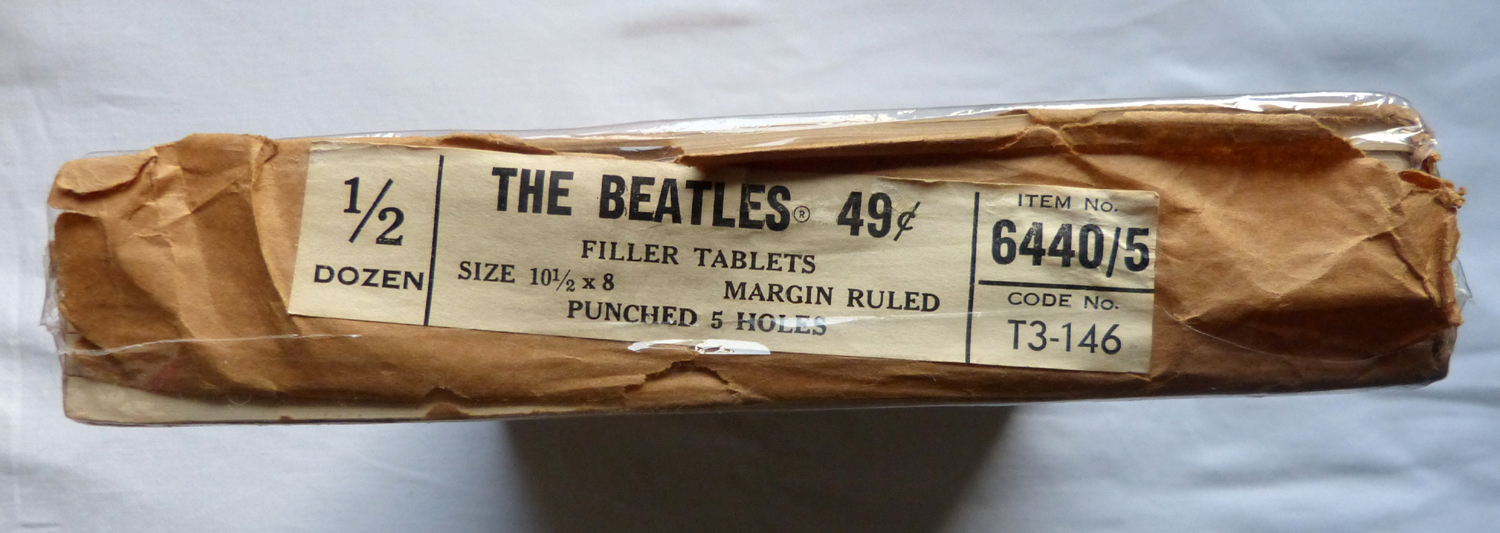 1/2
DOZEN
THE BEATLES® 49¢
FILLER TABLETS
SIZE 10½ x 8 MARGIN RULED
PUNCHED 5 HOLES
ITEM No.
6440/5
CODE No.
T3-146